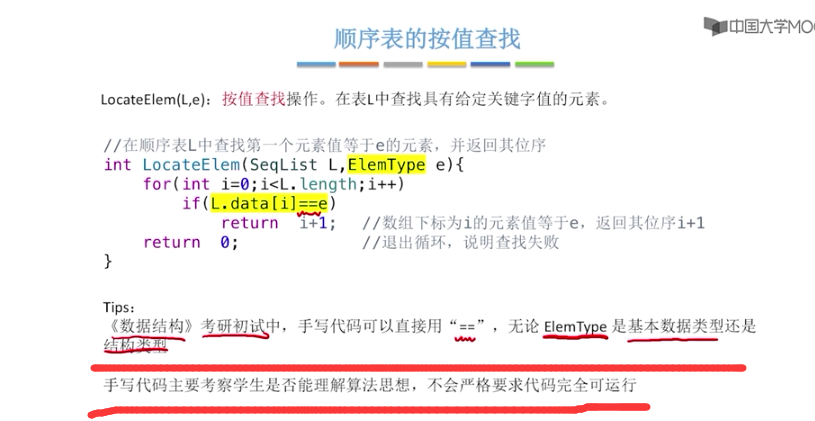 中国大学MOO
顺序表的按值查找
LocateElem(L,e)：按值查找操作。在表L中查找具有给定关键字值的元素。
//在顺序表L中查找第一个元素值等于e的元素，并返回其位序
int LocateElem(SeqList L,ElemType e){
for(int i=0;i<L.length;i++)
if(L.data[i]==e)
return i+1; //数组下标为i的元素值等于e，返回其位序i+1
return 0; //退出循环，说明查找失败
}
Tips：
《数据结构》考研初试中，手写代码可以直接用“==”，无论 ElemType 是基本数据类型还是
结构类型
手写代码主要考察学生是否能理解算法思想，不会严格要求代码完全可运行